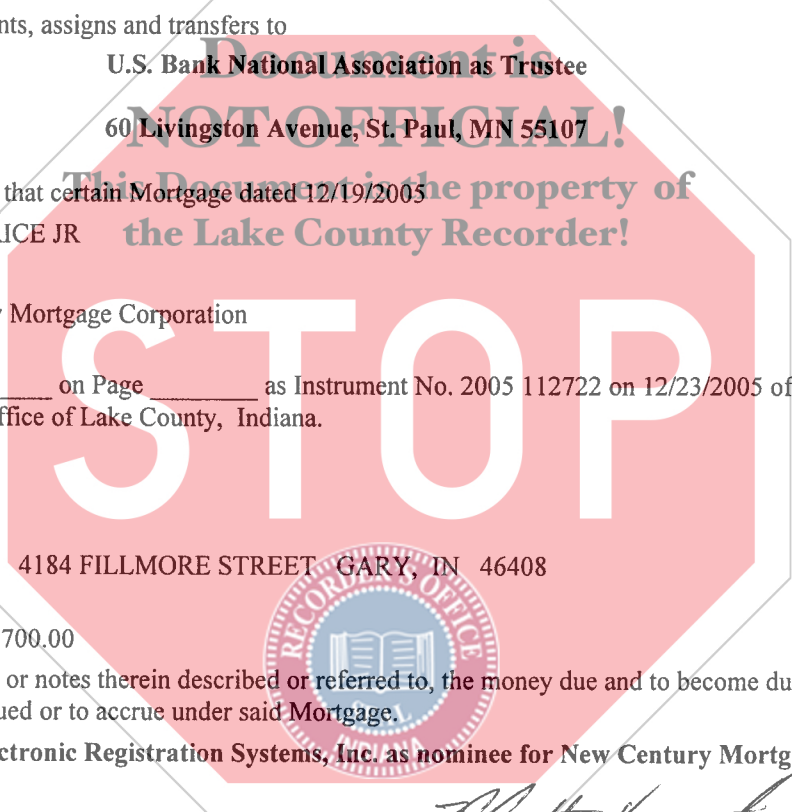 nts, assigns and transfers to
Document is
U.S. Bank National Association as Trustee
NOT OFFICIAL!
60 Livingston Avenue, St. Paul, MN 55107
This Document is the property of
that certain Mortgage dated 12/19/2005
the Lake County Recorder!
ICE JR
Mortgage Corporation
STOP
on Page as Instrument No. 2005 112722 on 12/23/2005 of
ffice of Lake County, Indiana.
4184 FILLMORE STREET GARY, IN 46408
RECORDER'S OFFICE
700.00
or notes therein described or referred to, the money due and to become du
ued or to accrue under said Mortgage.
SEAL
INDIANA
ctronic Registration Systems, Inc. as nominee for New Century Mortg